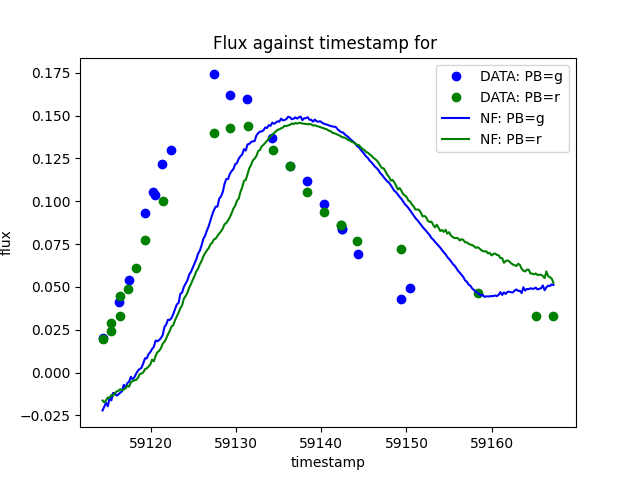 Flux against timestamp for
DATA: PB=g
DATA: PB=r
NF: PB=g
NF: PB=r
flux
0.175
0.150
0.125
0.100
0.075
0.050
0.025
0.000
−0.025
59120 59130 59140 59150 59160
timestamp